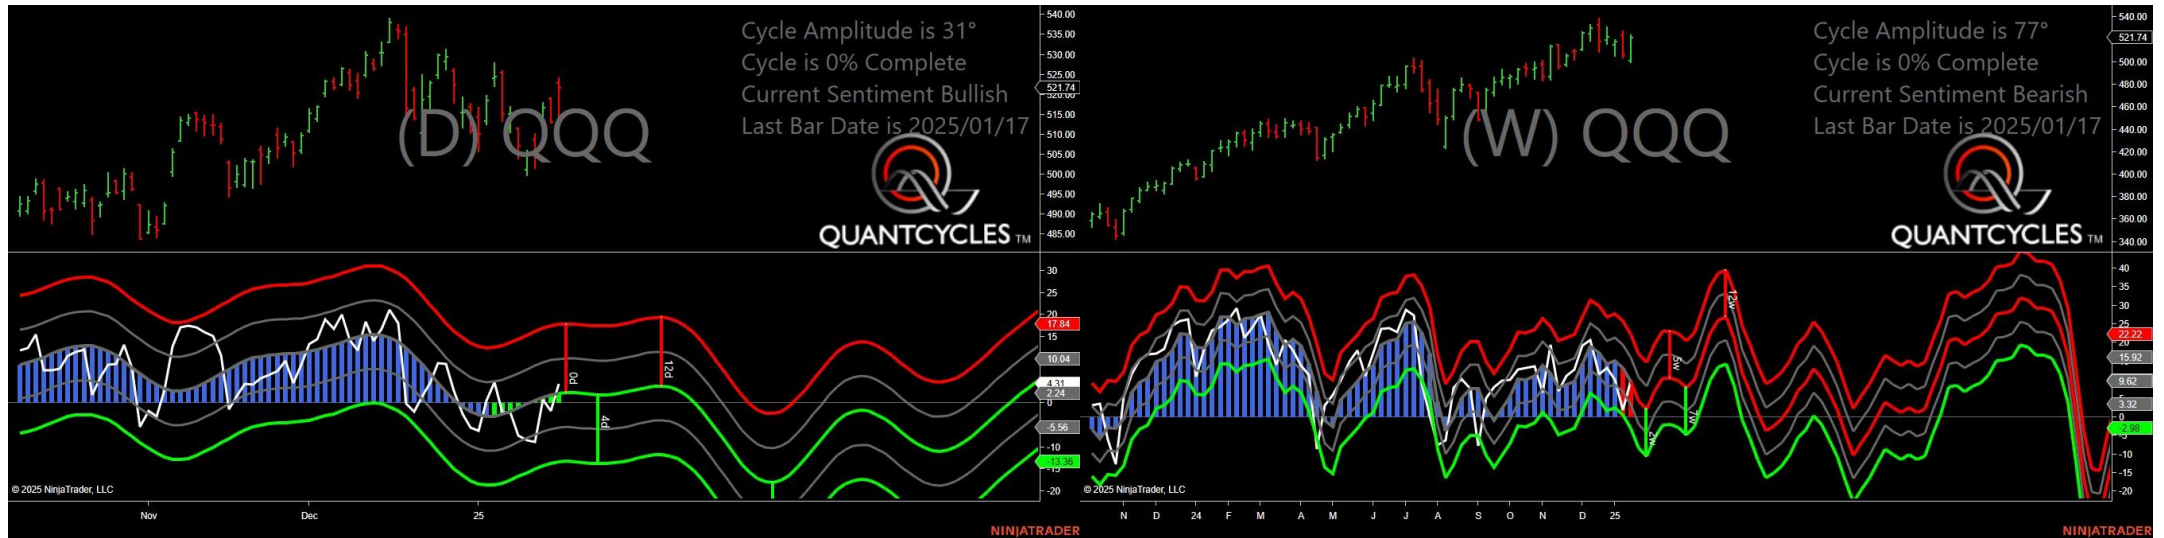 Cycle Amplitude is 31°
Cycle is 0% Complete
Current Sentiment Bullish
Last Bar Date is 2025/01/17
(D) QQQ
QUANTCYCLES TM
540.00
535.00
530.00
525.00
521.74
520.00
515.00
510.00
505.00
500.00
495.00
490.00
485.00
30
25
20
17.84
15
10.04
4.31
2.24
0
-5.56
-10
-13.36
-15
-20
0d
4d
12d
© 2025 NinjaTrader, LLC
Nov
Dec
25
NINJATRADER
Cycle Amplitude is 77°
Cycle is 0% Complete
Current Sentiment Bearish
Last Bar Date is 2025/01/17
(W) QQQ
QUANTCYCLES TM
540.00
521.74
500.00
480.00
460.00
440.00
420.00
400.00
380.00
360.00
340.00
40
35
30
25
22.22
20
15.92
9.62
3.32
0
-2.98
-10
-15
-20
2w
5w
7w
12w
© 2025 NinjaTrader, LLC
N D 24 F M A M J J A S O N D 25
NINJATRADER